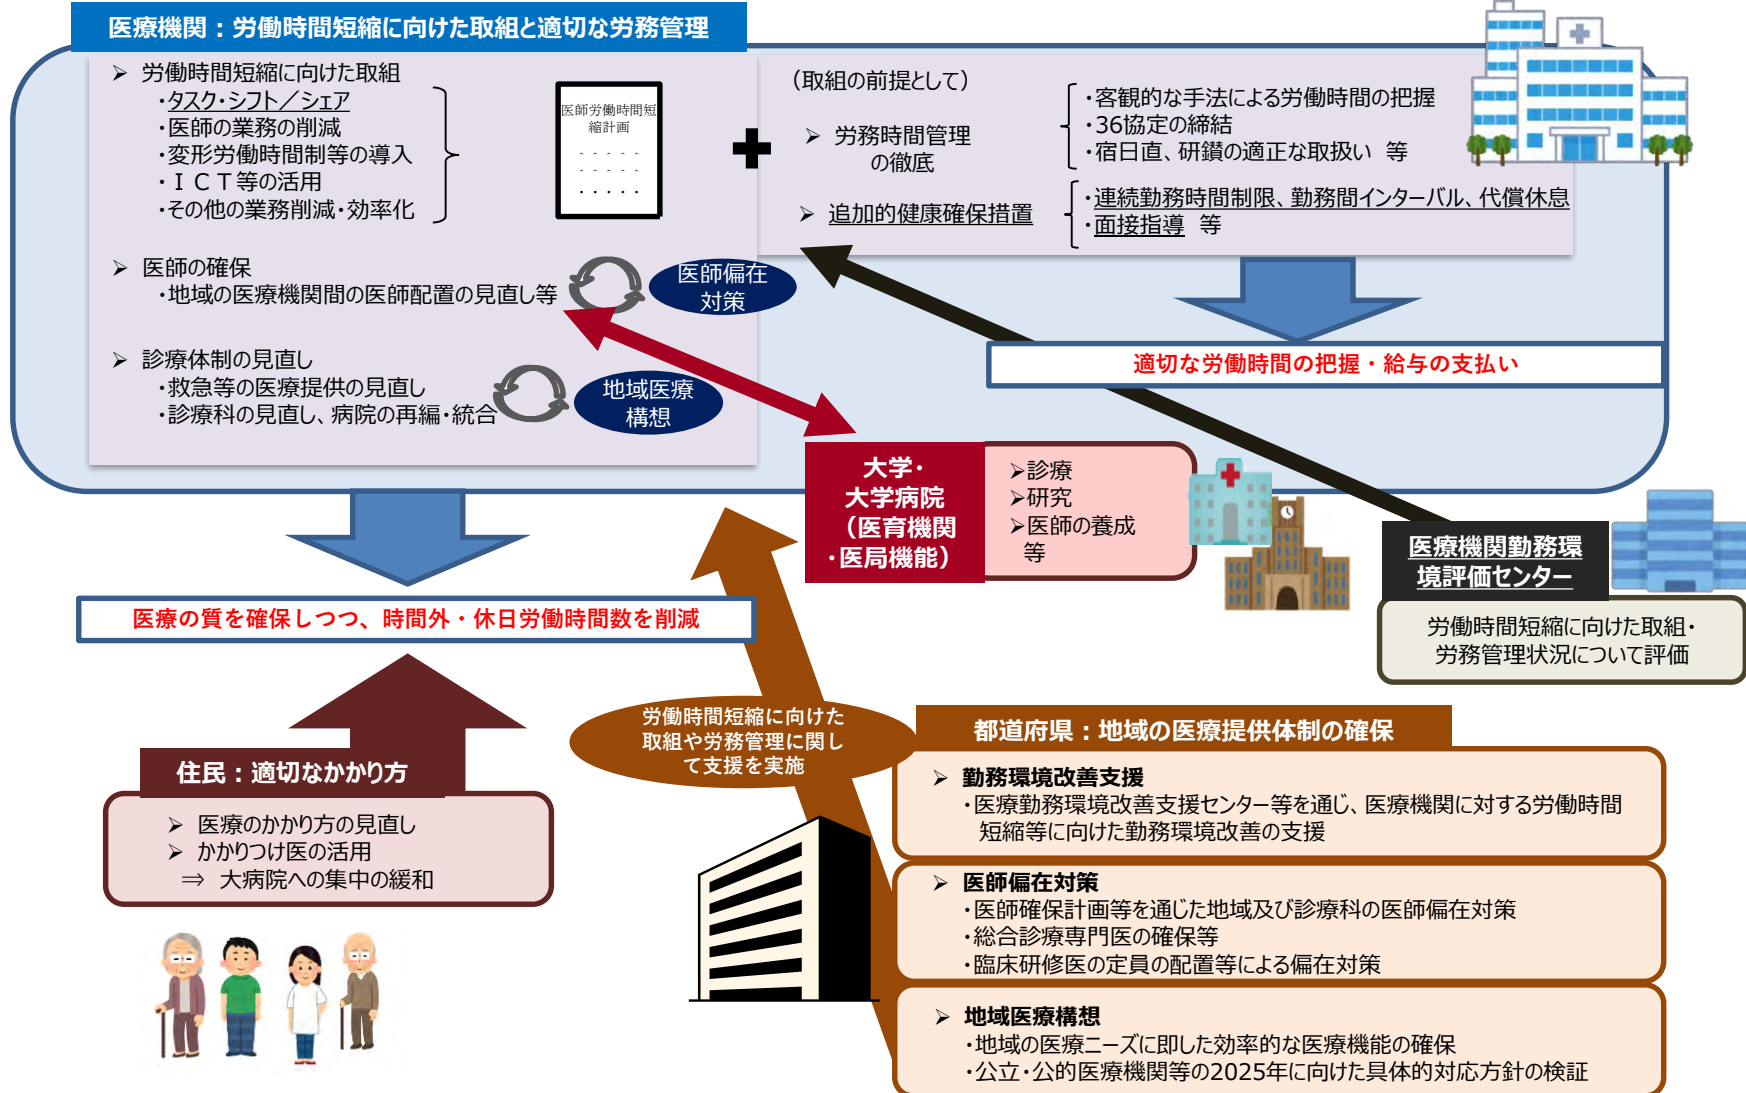 医療機関：労働時間短縮に向けた取組と適切な労務管理
➢ 労働時間短縮に向けた取組
・タスク・シフト／シェア
・医師の業務の削減
・変形労働時間制等の導入
・ＩＣＴ等の活用
・その他の業務削減・効率化
医師労働時間短
縮計画
- - - - -
- - - - -
・・・・・
（取組の前提として）
➢ 労務時間管理
の徹底
・客観的な手法による労働時間の把握
・36協定の締結
・宿日直、研鑽の適正な取扱い 等
➢ 追加的健康確保措置
・連続勤務時間制限、勤務間インターバル、代償休息
・面接指導 等
➢ 医師の確保
・地域の医療機関間の医師配置の見直し等
医師偏在
対策
➢ 診療体制の見直し
・救急等の医療提供の見直し
・診療科の見直し、病院の再編・統合
地域医療
構想
適切な労働時間の把握・給与の支払い
大学・
大学病院
（医育機関
・医局機能）
➢診療
➢研究
➢医師の養成
等
医療機関勤務環
境評価センター
労働時間短縮に向けた取組・
労務管理状況について評価
医療の質を確保しつつ、時間外・休日労働時間数を削減
労働時間短縮に向けた
取組や労務管理に関し
て支援を実施
住民：適切なかかり方
➢ 医療のかかり方の見直し
➢ かかりつけ医の活用
⇒ 大病院への集中の緩和
都道府県：地域の医療提供体制の確保
➢ 勤務環境改善支援
・医療勤務環境改善支援センター等を通じ、医療機関に対する労働時間
短縮等に向けた勤務環境改善の支援
➢ 医師偏在対策
・医師確保計画等を通じた地域及び診療科の医師偏在対策
・総合診療専門医の確保等
・臨床研修医の定員の配置等による偏在対策
➢ 地域医療構想
・地域の医療ニーズに即した効率的な医療機能の確保
・公立・公的医療機関等の2025年に向けた具体的対応方針の検証